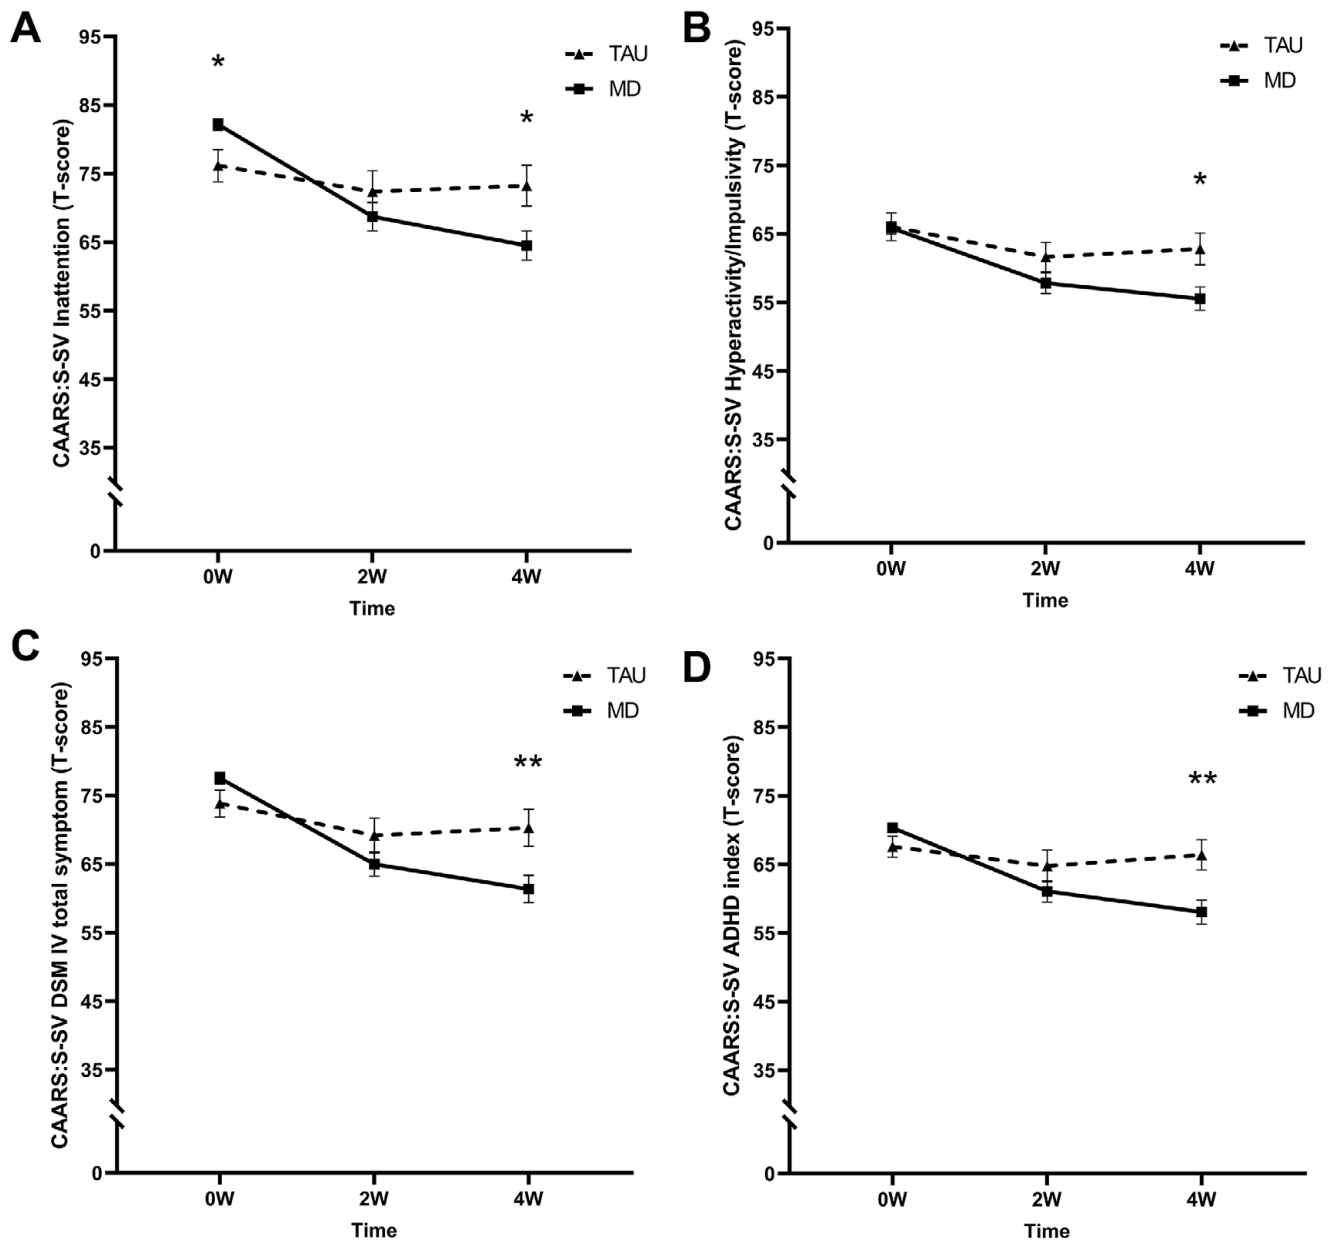 A
CAARS:S-SV Inattention (T-score)
95
85
75
65
55
45
35
0
*
*
TAU
MD
0W 2W 4W
Time
B
CAARS:S-SV Hyperactivity/Impulsivity (T-score)
95
85
75
65
55
45
35
0
*
TAU
MD
0W 2W 4W
Time
C
CAARS:S-SV DSM IV total symptom (T-score)
95
85
75
65
55
45
35
0
**
TAU
MD
0W 2W 4W
Time
D
CAARS:S-SV ADHD index (T-score)
95
85
75
65
55
45
35
0
**
TAU
MD
0W 2W 4W
Time